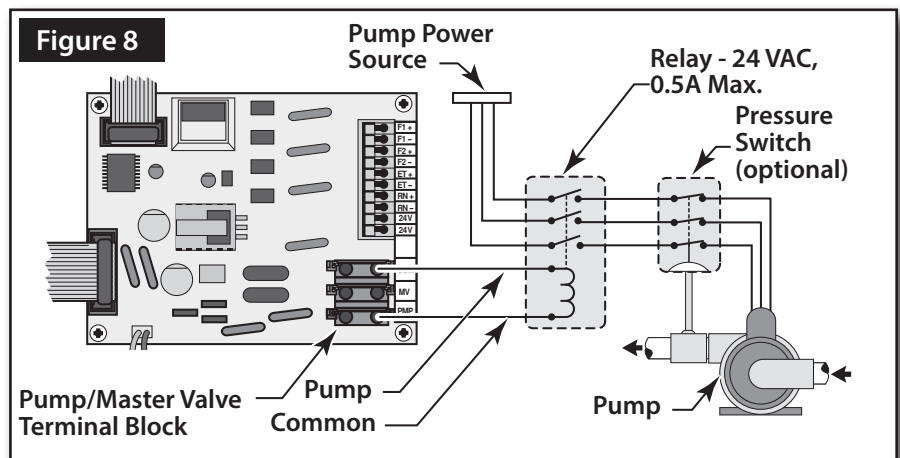 Figure 8
Pump Power
Source
Relay - 24 VAC,
0.5A Max.
Pressure
Switch
(optional)
F1 +
F1 –
F2 +
F2 –
ET +
ET –
RN +
RN –
24V
24V
MV
PMP
Pump/Master Valve
Terminal Block
Pump
Common
Pump